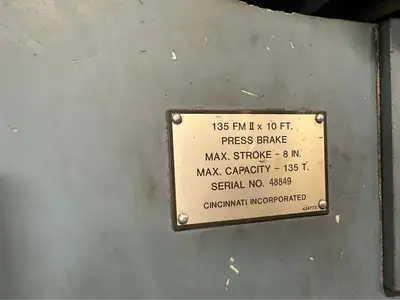 135 FM II x 10 FT.
PRESS BRAKE
MAX. STROKE - 8 IN.
MAX. CAPACITY - 135 T.
SERIAL NO. 48849
CINCINNATI INCORPORATED